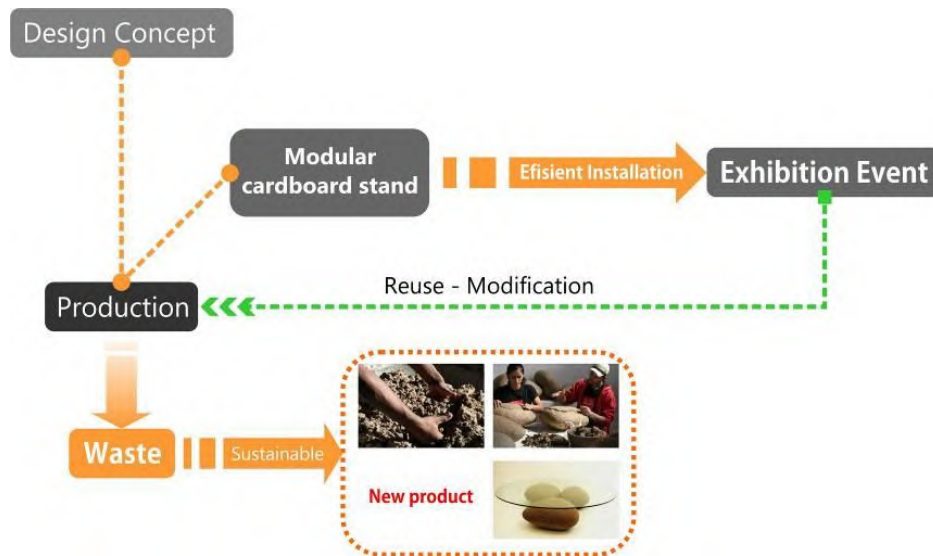 Design Concept
Modular
cardboard stand
Efisient Installation
Exhibition Event
Reuse - Modification
Production
Waste
Sustainable
New product